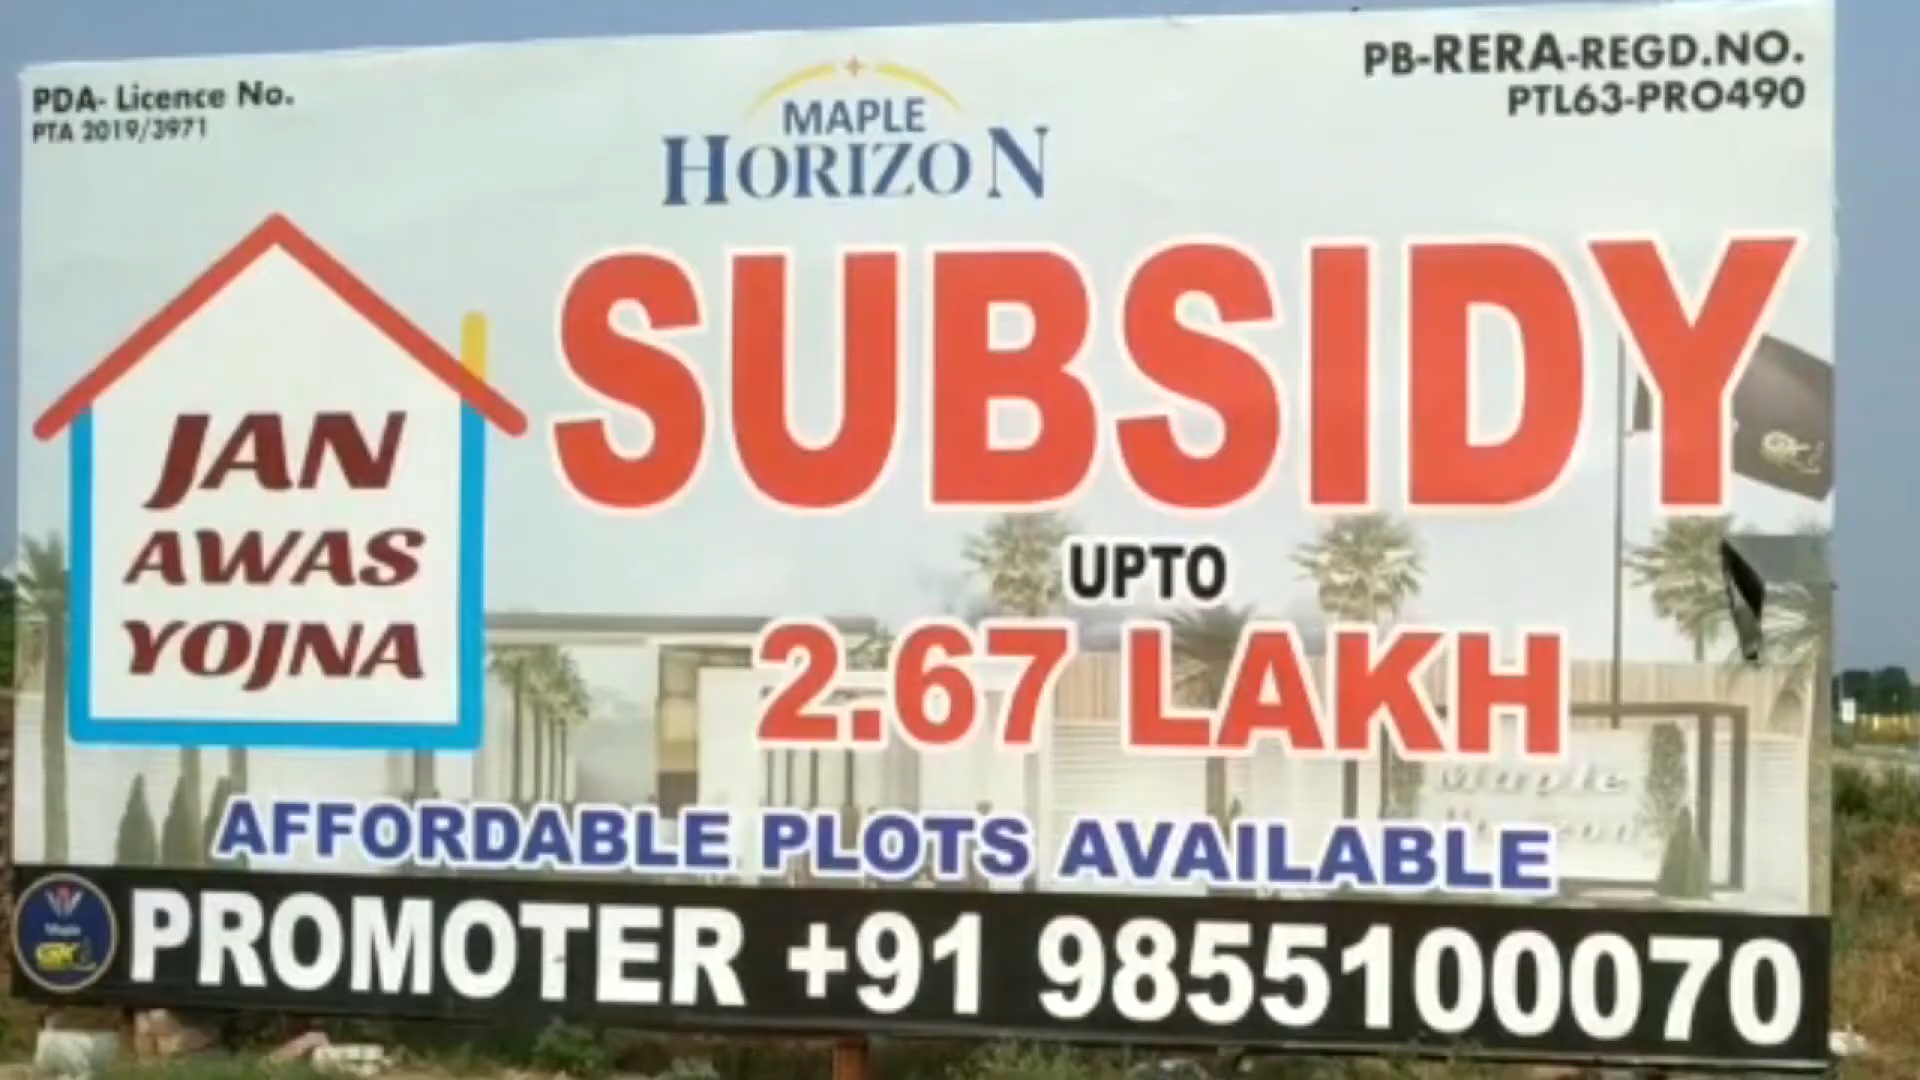 PDA- Licence No.
PTA 2019/3971
MAPLE
HORIZON
PB-RERA-REGD.NO.
PTL63-PRO490
SUBSIDY
UPTO
2.67 LAKH
JAN
AWAS
YOJNA
AFFORDABLE PLOTS AVAILABLE
PROMOTER +91 9855100070